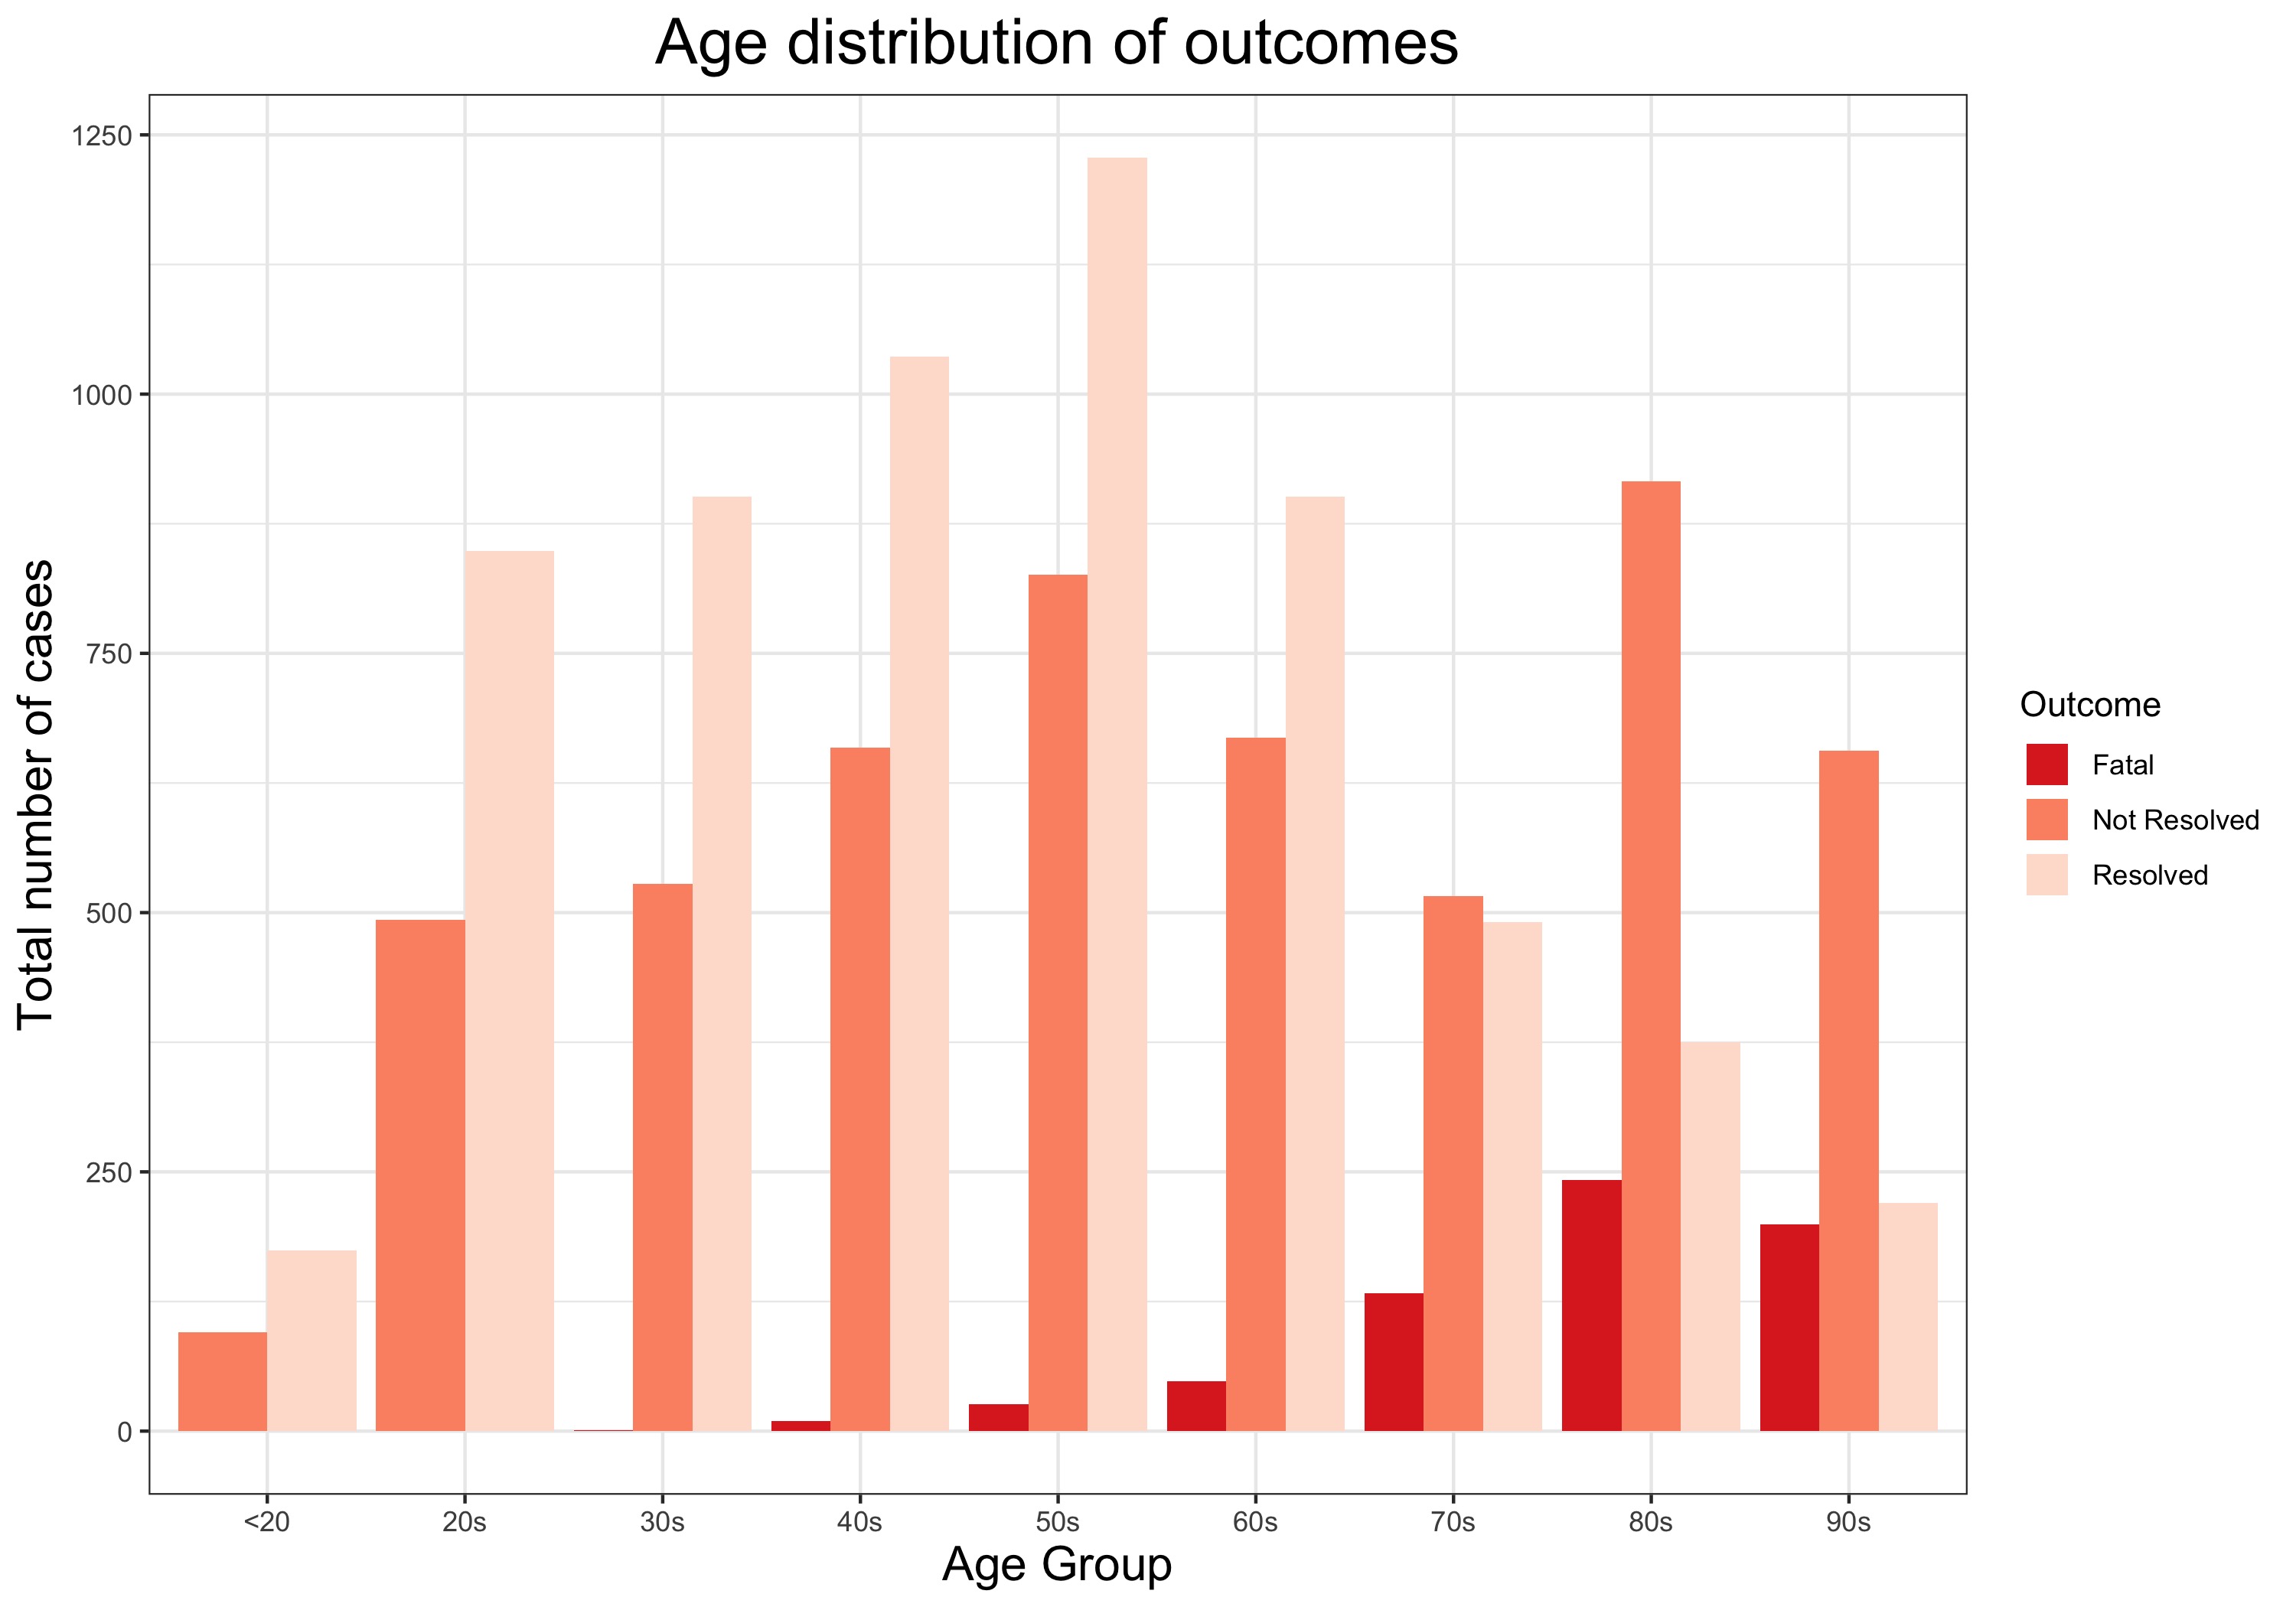 Age distribution of outcomes
Total number of cases
1250
1000
750
500
250
0
<20 20s 30s 40s 50s 60s 70s 80s 90s
Age Group
Outcome
Fatal
Not Resolved
Resolved